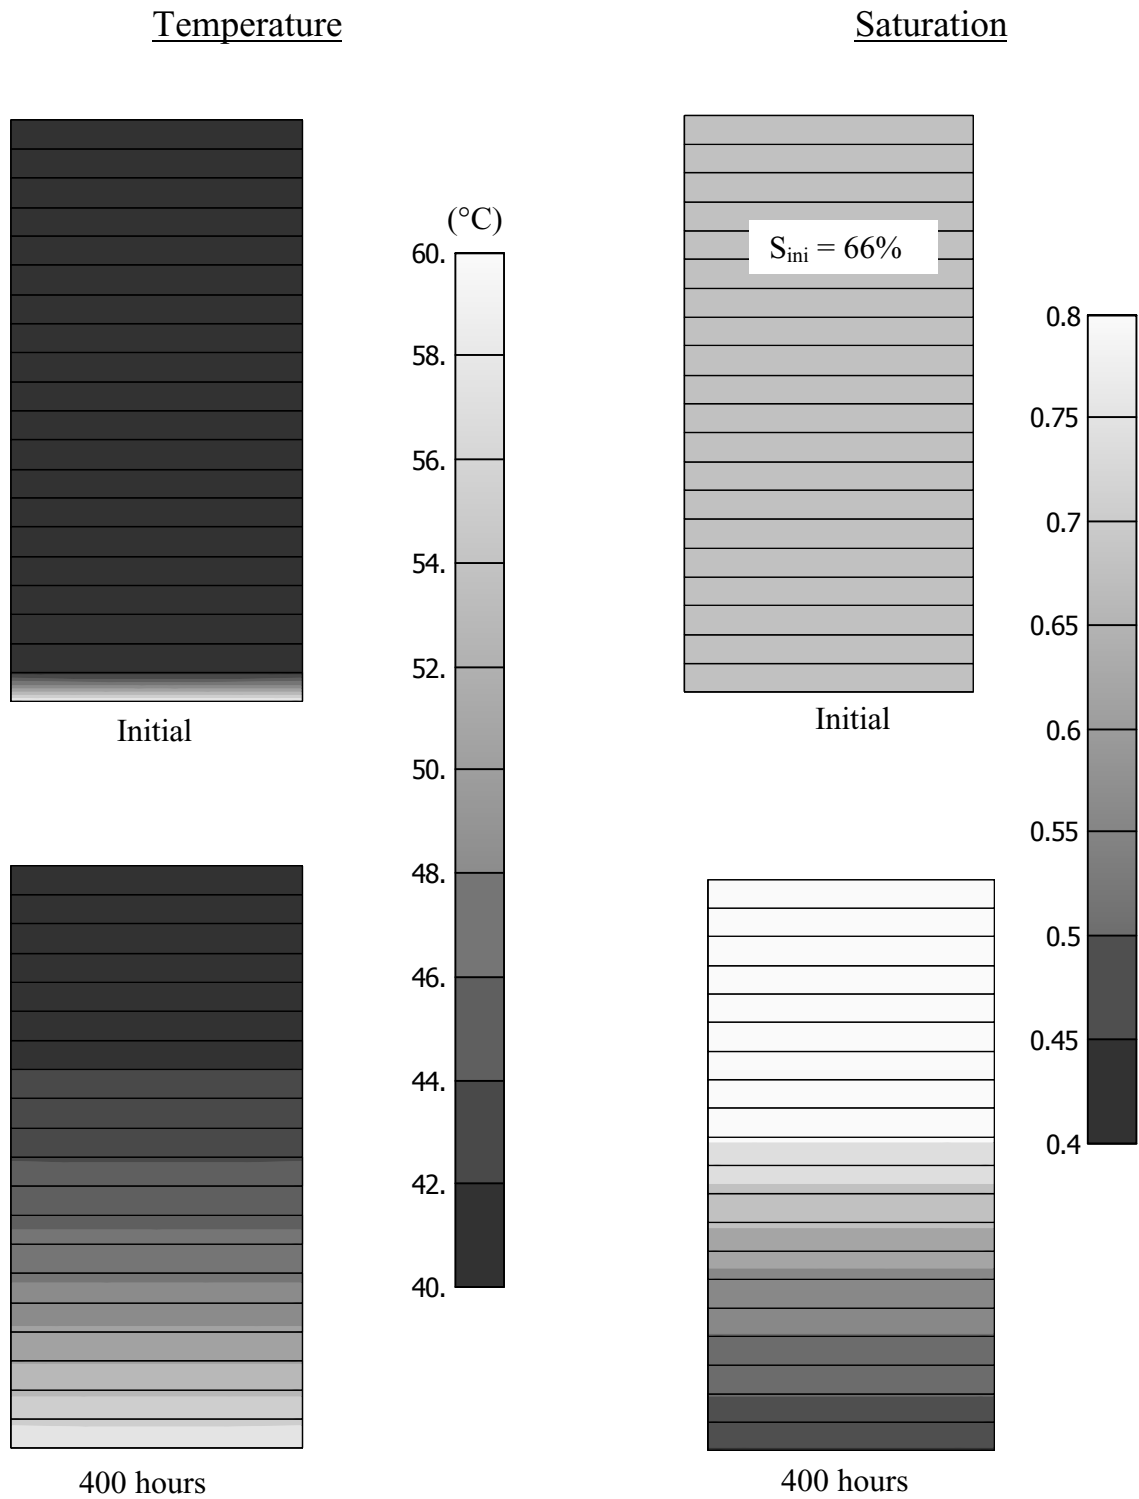 Temperature
Saturation
(°C)
60.
58.
56.
54.
52.
50.
48.
46.
44.
42.
40.
S_ini = 66%
0.8
0.75
0.7
0.65
0.6
0.55
0.5
0.45
0.4
Initial
Initial
400 hours
400 hours